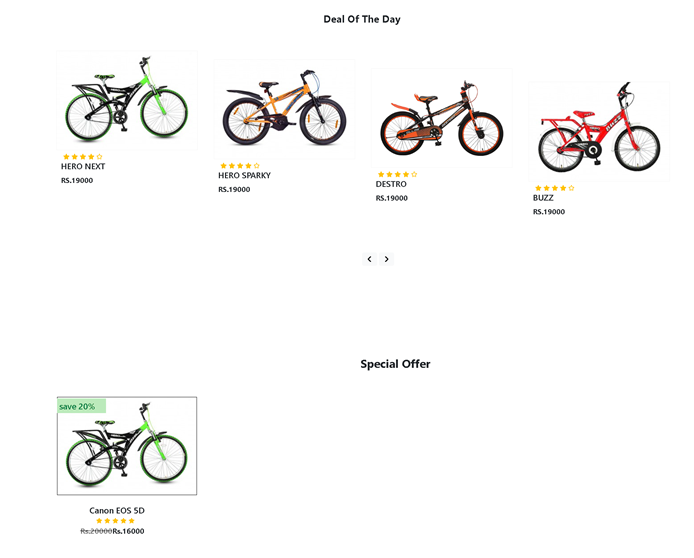 Deal Of The Day
HERO NEXT
RS.19000
HERO SPARKY
RS.19000
DESTRO
RS.19000
BUZZ
RS.19000
Special Offer
save 20%
Canon EOS 5D
Rs.20000Rs.16000